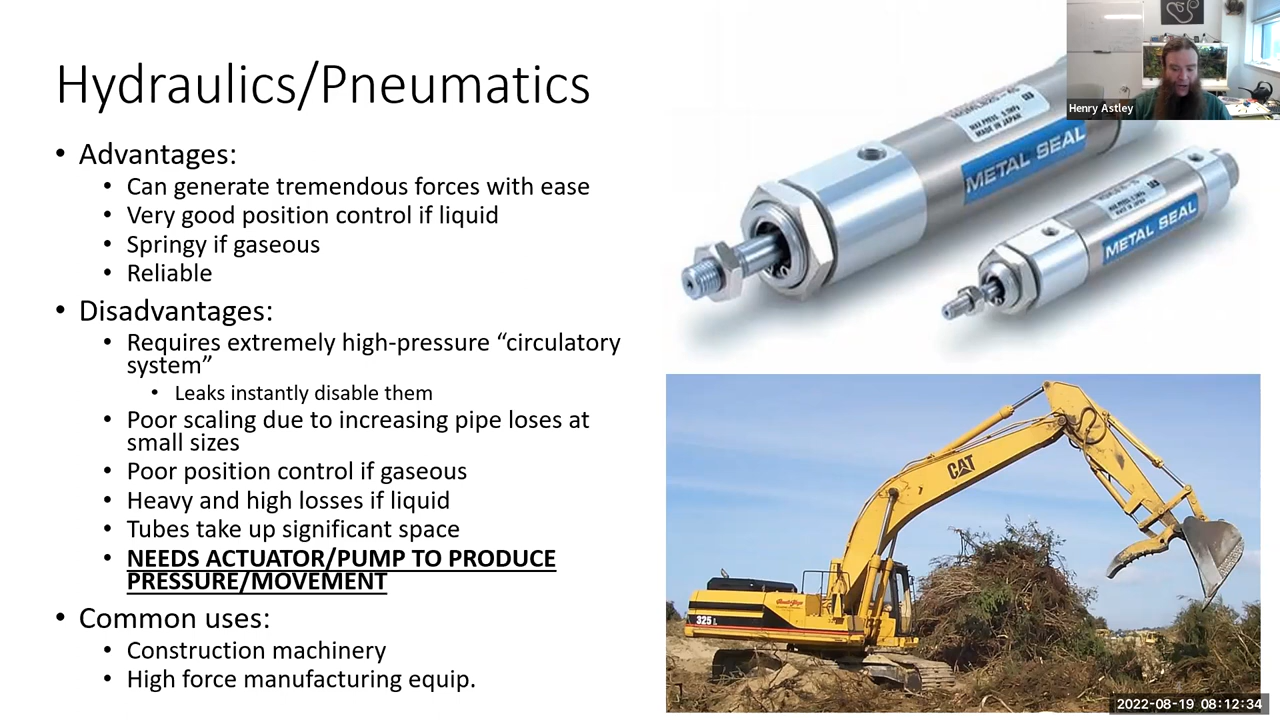 Hydraulics/Pneumatics
• Advantages:
• Can generate tremendous forces with ease
• Very good position control if liquid
• Springy if gaseous
• Reliable
• Disadvantages:
• Requires extremely high-pressure “circulatory
system”
• Leaks instantly disable them
• Poor scaling due to increasing pipe loses at
small sizes
• Poor position control if gaseous
• Heavy and high losses if liquid
• Tubes take up significant space
• NEEDS ACTUATOR/PUMP TO PRODUCE
PRESSURE/MOVEMENT
• Common uses:
• Construction machinery
• High force manufacturing equip.
Henry Astley
MADE IN JAPAN
METAL SEAL
METAL SEAL
CAT
325 L
2022-08-19 08:12:34